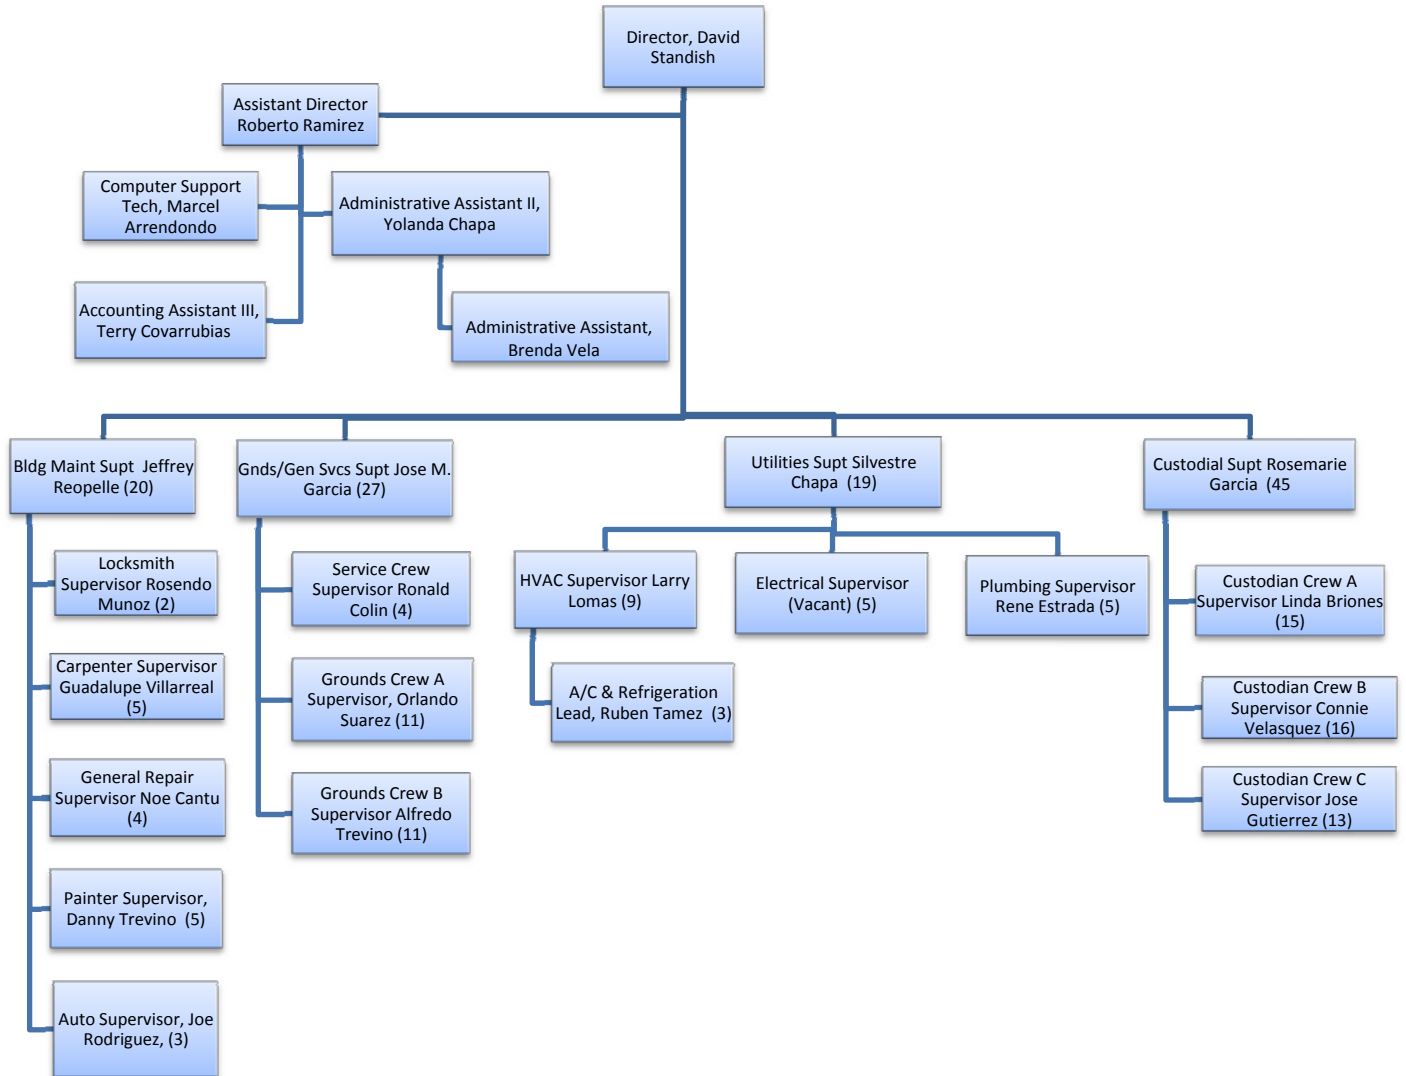 Director, David
Standish
Assistant Director
Roberto Ramirez
Computer Support
Tech, Marcel
Arrendondo
Administrative Assistant II,
Yolanda Chapa
Accounting Assistant III,
Terry Covarrubias
Administrative Assistant,
Brenda Vela
Bldg Maint Supt Jeffrey
Reopelle (20)
Gnds/Gen Svcs Supt Jose M.
Garcia (27)
Utilities Supt Silvestre
Chapa (19)
Custodial Supt Rosemarie
Garcia (45
Locksmith
Supervisor Rosendo
Munoz (2)
Carpenter Supervisor
Guadalupe Villarreal
(5)
General Repair
Supervisor Noe Cantu
(4)
Painter Supervisor,
Danny Trevino (5)
Auto Supervisor, Joe
Rodriguez, (3)
Service Crew
Supervisor Ronald
Colin (4)
Grounds Crew A
Supervisor, Orlando
Suarez (11)
Grounds Crew B
Supervisor Alfredo
Trevino (11)
HVAC Supervisor Larry
Lomas (9)
A/C & Refrigeration
Lead, Ruben Tamez (3)
Electrical Supervisor
(Vacant) (5)
Plumbing Supervisor
Rene Estrada (5)
Custodian Crew A
Supervisor Linda Briones
(15)
Custodian Crew B
Supervisor Connie
Velasquez (16)
Custodian Crew C
Supervisor Jose
Gutierrez (13)